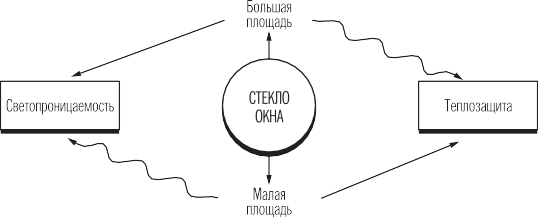 Большая
площадь
Светопроницаемость
СТЕКЛО
ОКНА
Теплозащита
Малая
площадь